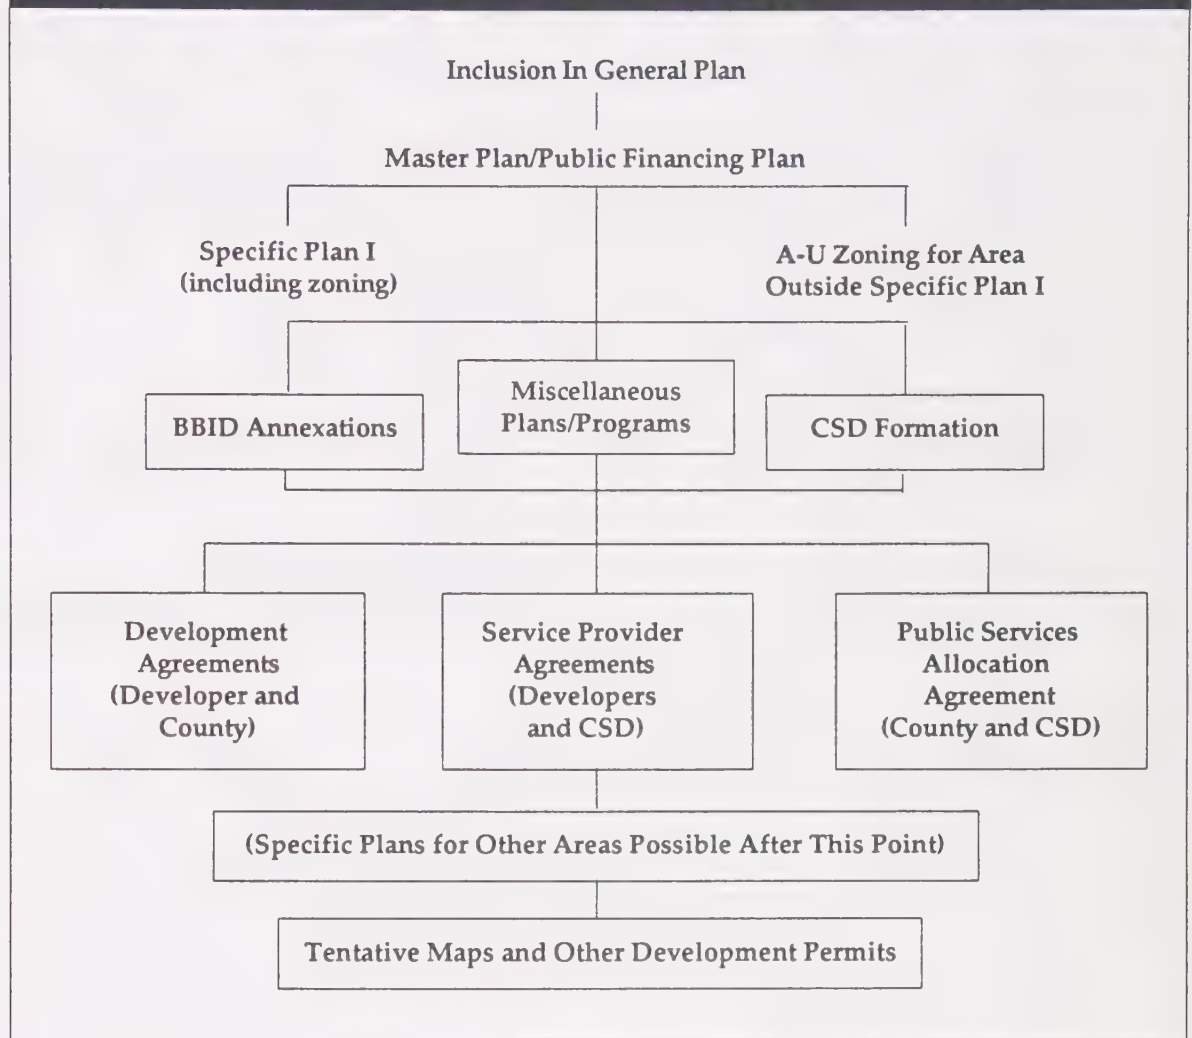 Inclusion In General Plan
Master Plan/Public Financing Plan
Specific Plan I
(including zoning)
A-U Zoning for Area
Outside Specific Plan I
BBID Annexations
Miscellaneous
Plans/Programs
CSD Formation
Development
Agreements
(Developer and
County)
Service Provider
Agreements
(Developers
and CSD)
Public Services
Allocation
Agreement
(County and CSD)
(Specific Plans for Other Areas Possible After This Point)
Tentative Maps and Other Development Permits